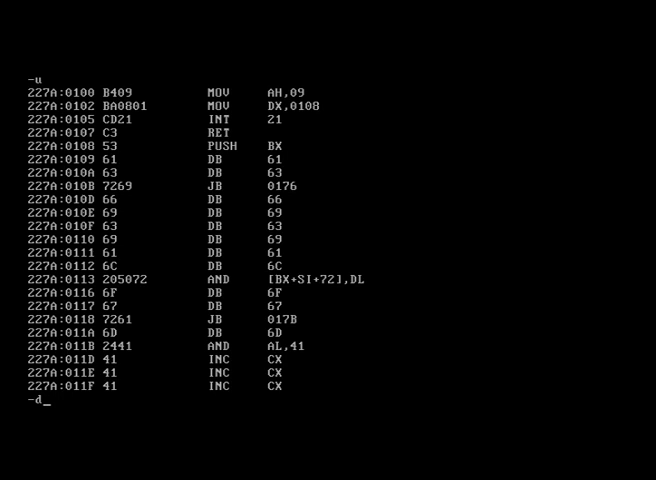 -u
227A:0100 B409 MOV AH,09
227A:0102 BA0801 MOV DX,0108
227A:0105 CD21 INT 21
227A:0107 C3 RET
227A:0108 53 PUSH BX
227A:0109 61 DB 61
227A:010A 63 DB 63
227A:010B 7269 JB 0176
227A:010D 66 DB 66
227A:010E 69 DB 69
227A:010F 63 DB 63
227A:0110 69 DB 69
227A:0111 61 DB 61
227A:0112 6C DB 6C
227A:0113 205072 AND [BX+SI+72],DL
227A:0116 6F DB 6F
227A:0117 67 DB 67
227A:0118 7261 JB 017B
227A:011A 6D DB 6D
227A:011B 2441 AND AL,41
227A:011D 41 INC CX
227A:011E 41 INC CX
227A:011F 41 INC CX
-d_